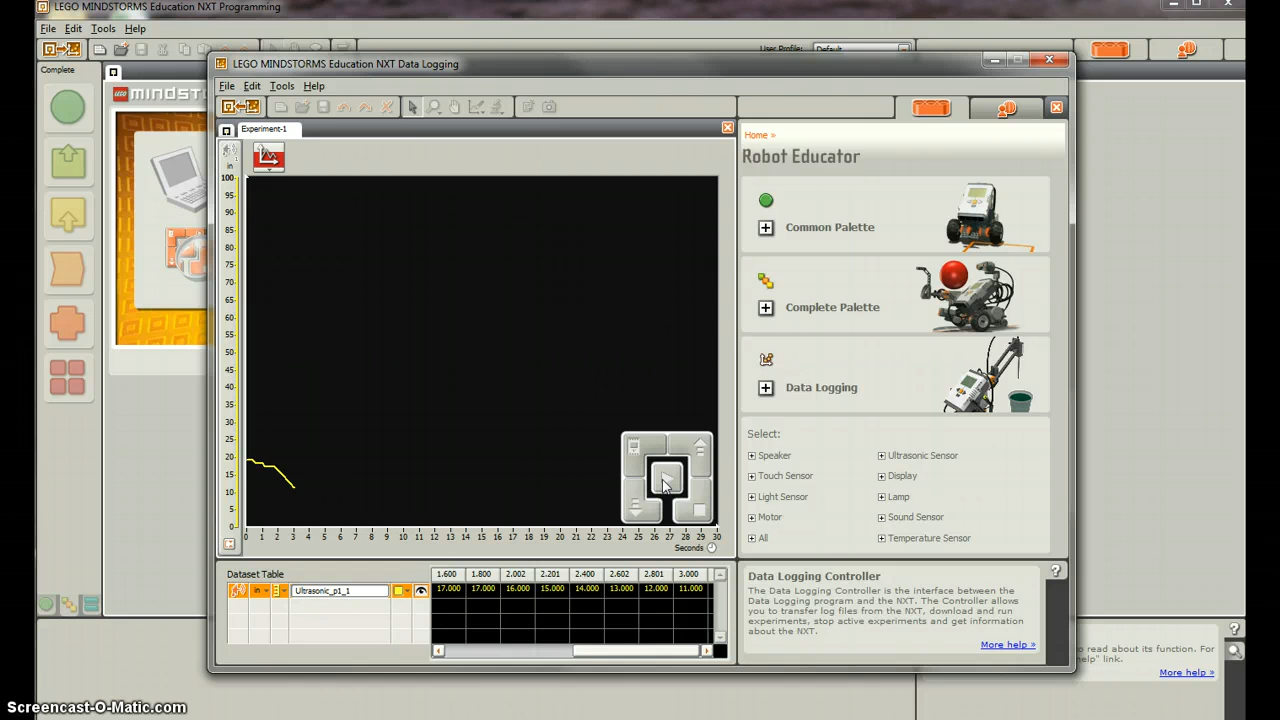 LEGO MINDSTORMS Education NXT Programming
File Edit Tools Help
User Profile: Default
Complete
LEGO MINDSTORMS Education NXT Data Logging
File Edit Tools Help
Experiment-1
in
100
95
90
85
80
75
70
65
60
55
50
45
40
35
30
25
20
15
10
5
0
0 1 2 3 4 5 6 7 8 9 10 11 12 13 14 15 16 17 18 19 20 21 22 23 24 25 26 27 28 29 30
Seconds
Dataset Table
1.600 1.800 2.002 2.201 2.400 2.602 2.801 3.000
in Ultrasonic_p1_1 17.000 17.000 16.000 15.000 14.000 13.000 12.000 11.000
Home »
Robot Educator
Common Palette
Complete Palette
Data Logging
Select:
Speaker Ultrasonic Sensor
Touch Sensor Display
Light Sensor Lamp
Motor Sound Sensor
All Temperature Sensor
Data Logging Controller
The Data Logging Controller is the interface between the
Data Logging program and the NXT. The Controller allows
you to transfer log files from the NXT, download and run
experiments, stop active experiments and get information
about the NXT.
More help »
to read about its function. For
help" link.
More help »
Screencast-O-Matic.com